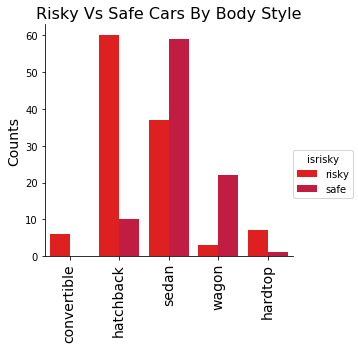 Risky Vs Safe Cars By Body Style
60
50
40
30
20
10
0
Counts
convertible
hatchback
sedan
wagon
hardtop
isrisky
risky
safe